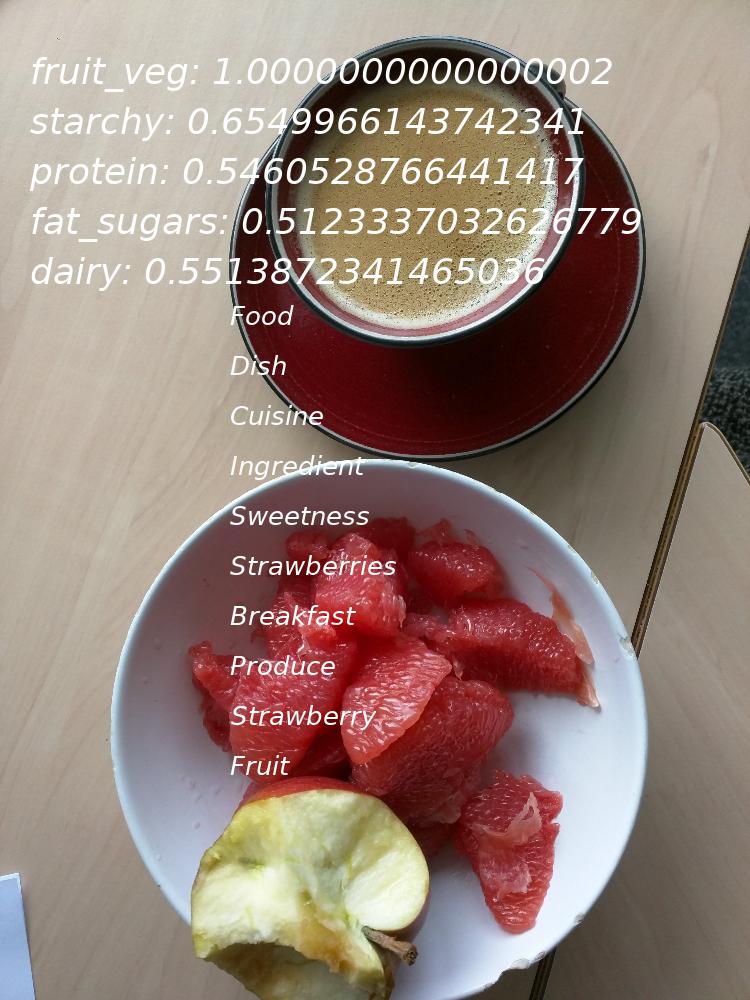 fruit_veg: 1.0000000000000002
starchy: 0.6549966143742341
protein: 0.5460528766441417
fat_sugars: 0.5123337032626779
dairy: 0.5513872341465036
Food
Dish
Cuisine
Ingredient
Sweetness
Strawberries
Breakfast
Produce
Strawberry
Fruit